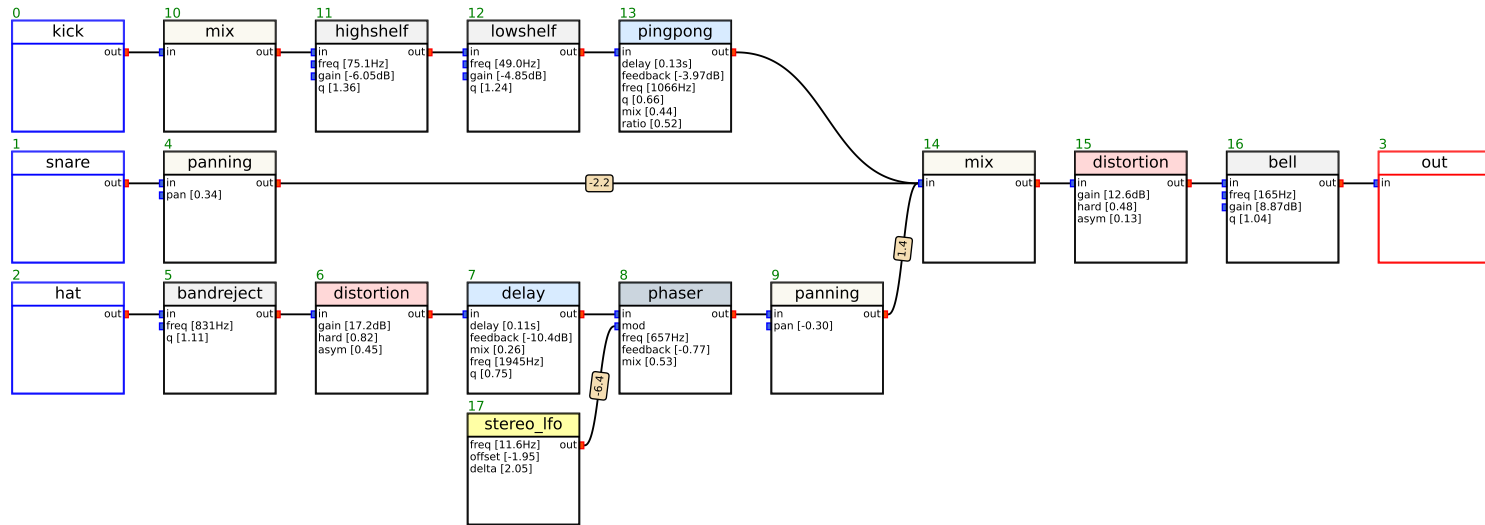 0
kick
out
10
mix
in out
11
highshelf
in out
freq [75.1Hz]
gain [-6.05dB]
q [1.36]
12
lowshelf
in out
freq [49.0Hz]
gain [-4.85dB]
q [1.24]
13
pingpong
in out
delay [0.13s]
feedback [-3.97dB]
freq [1066Hz]
q [0.66]
mix [0.44]
ratio [0.52]
1
snare
out
4
panning
in out
pan [0.34]
-2.2
14
mix
in out
15
distortion
in out
gain [12.6dB]
hard [0.48]
asym [0.13]
16
bell
in out
freq [165Hz]
gain [8.87dB]
q [1.04]
3
out
in
1.4
2
hat
out
5
bandreject
in out
freq [831Hz]
q [1.11]
6
distortion
in out
gain [17.2dB]
hard [0.82]
asym [0.45]
7
delay
in out
delay [0.11s]
feedback [-10.4dB]
mix [0.26]
freq [1945Hz]
q [0.75]
8
phaser
in out
mod
freq [657Hz]
feedback [-0.77]
mix [0.53]
9
panning
in out
pan [-0.30]
-6.4
17
stereo_lfo
freq [11.6Hz] out
offset [-1.95]
delta [2.05]